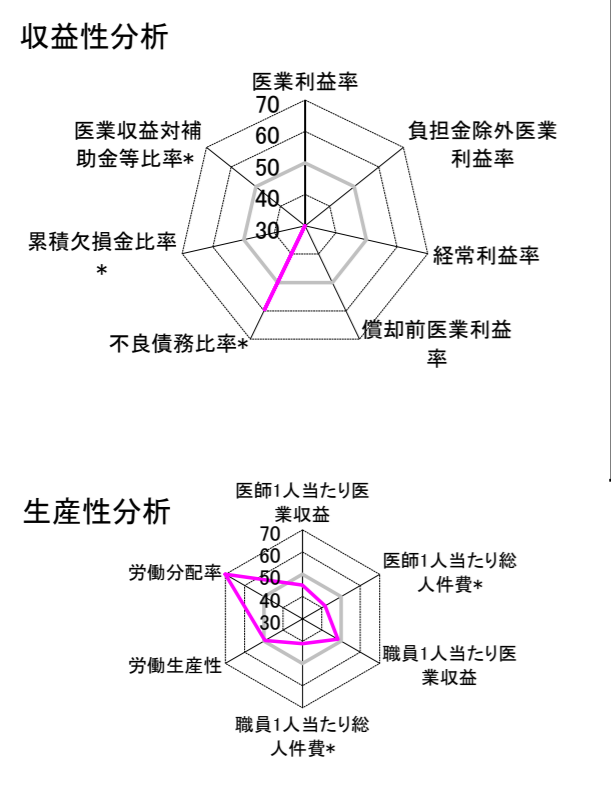 収益性分析
医業利益率
70
60
50
40
30
負担金除外医業
利益率
経常利益率
償却前医業利益
率
不良債務比率*
累積欠損金比率
*
医業収益対補
助金等比率*
生産性分析
医師1人当たり医
業収益
70
60
50
40
30
医師1人当たり総
人件費*
職員1人当たり医
業収益
職員1人当たり総
人件費*
労働生産性
労働分配率